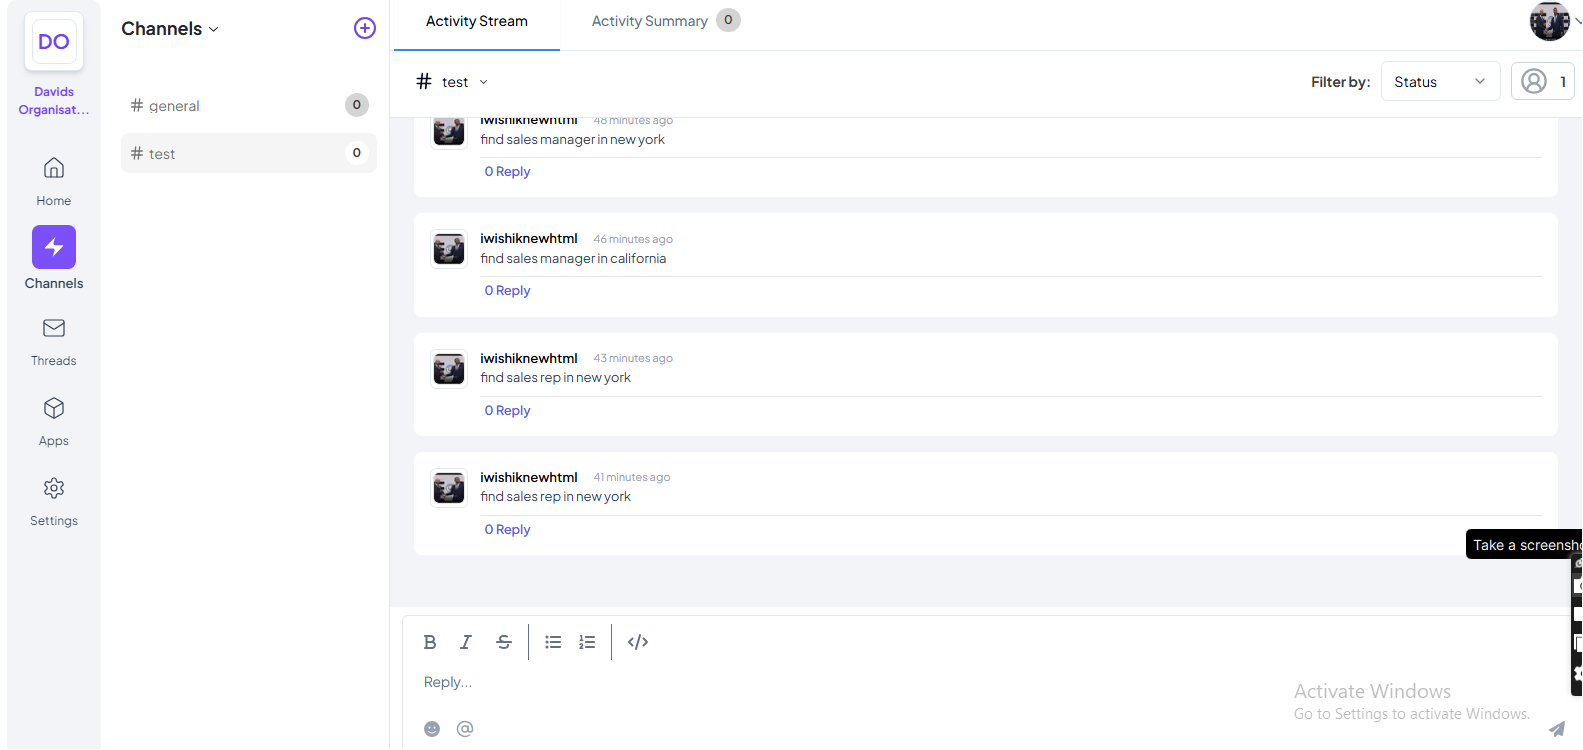 DO
Davids
Organisat...
Home
Channels
Threads
Apps
Settings
Channels
# general 0
# test 0
Activity Stream
Activity Summary 0
# test
Filter by: Status 1
iwishiknewhtml 48 minutes ago
find sales manager in new york
0 Reply
iwishiknewhtml 46 minutes ago
find sales manager in california
0 Reply
iwishiknewhtml 43 minutes ago
find sales rep in new york
0 Reply
iwishiknewhtml 41 minutes ago
find sales rep in new york
0 Reply
Take a screensho
B I S </>
Reply...
@
Activate Windows
Go to Settings to activate Windows.